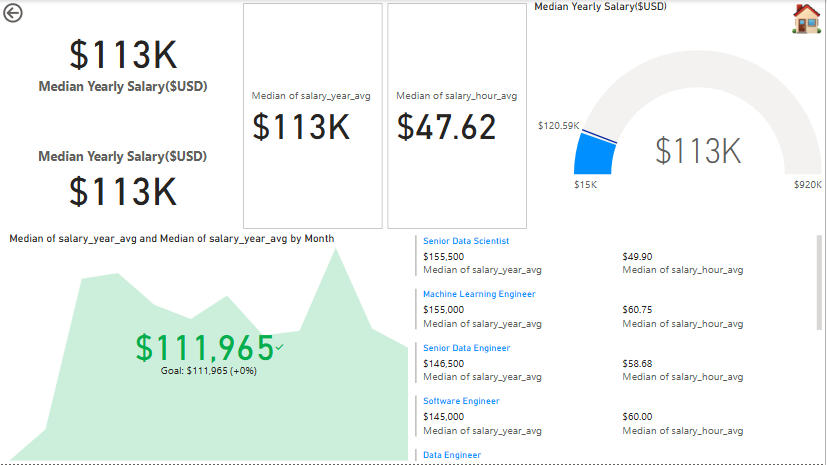 $113K
Median Yearly Salary($USD)
Median Yearly Salary($USD)
$113K
Median of salary_year_avg
$113K
Median of salary_hour_avg
$47.62
Median Yearly Salary($USD)
$120.59K
$113K
$15K
$920K
Median of salary_year_avg and Median of salary_year_avg by Month
$111,965
Goal: $111,965 (+0%)
Senior Data Scientist
$155,500 $49.90
Median of salary_year_avg Median of salary_hour_avg
Machine Learning Engineer
$155,000 $60.75
Median of salary_year_avg Median of salary_hour_avg
Senior Data Engineer
$146,500 $58.68
Median of salary_year_avg Median of salary_hour_avg
Software Engineer
$145,000 $60.00
Median of salary_year_avg Median of salary_hour_avg
Data Engineer